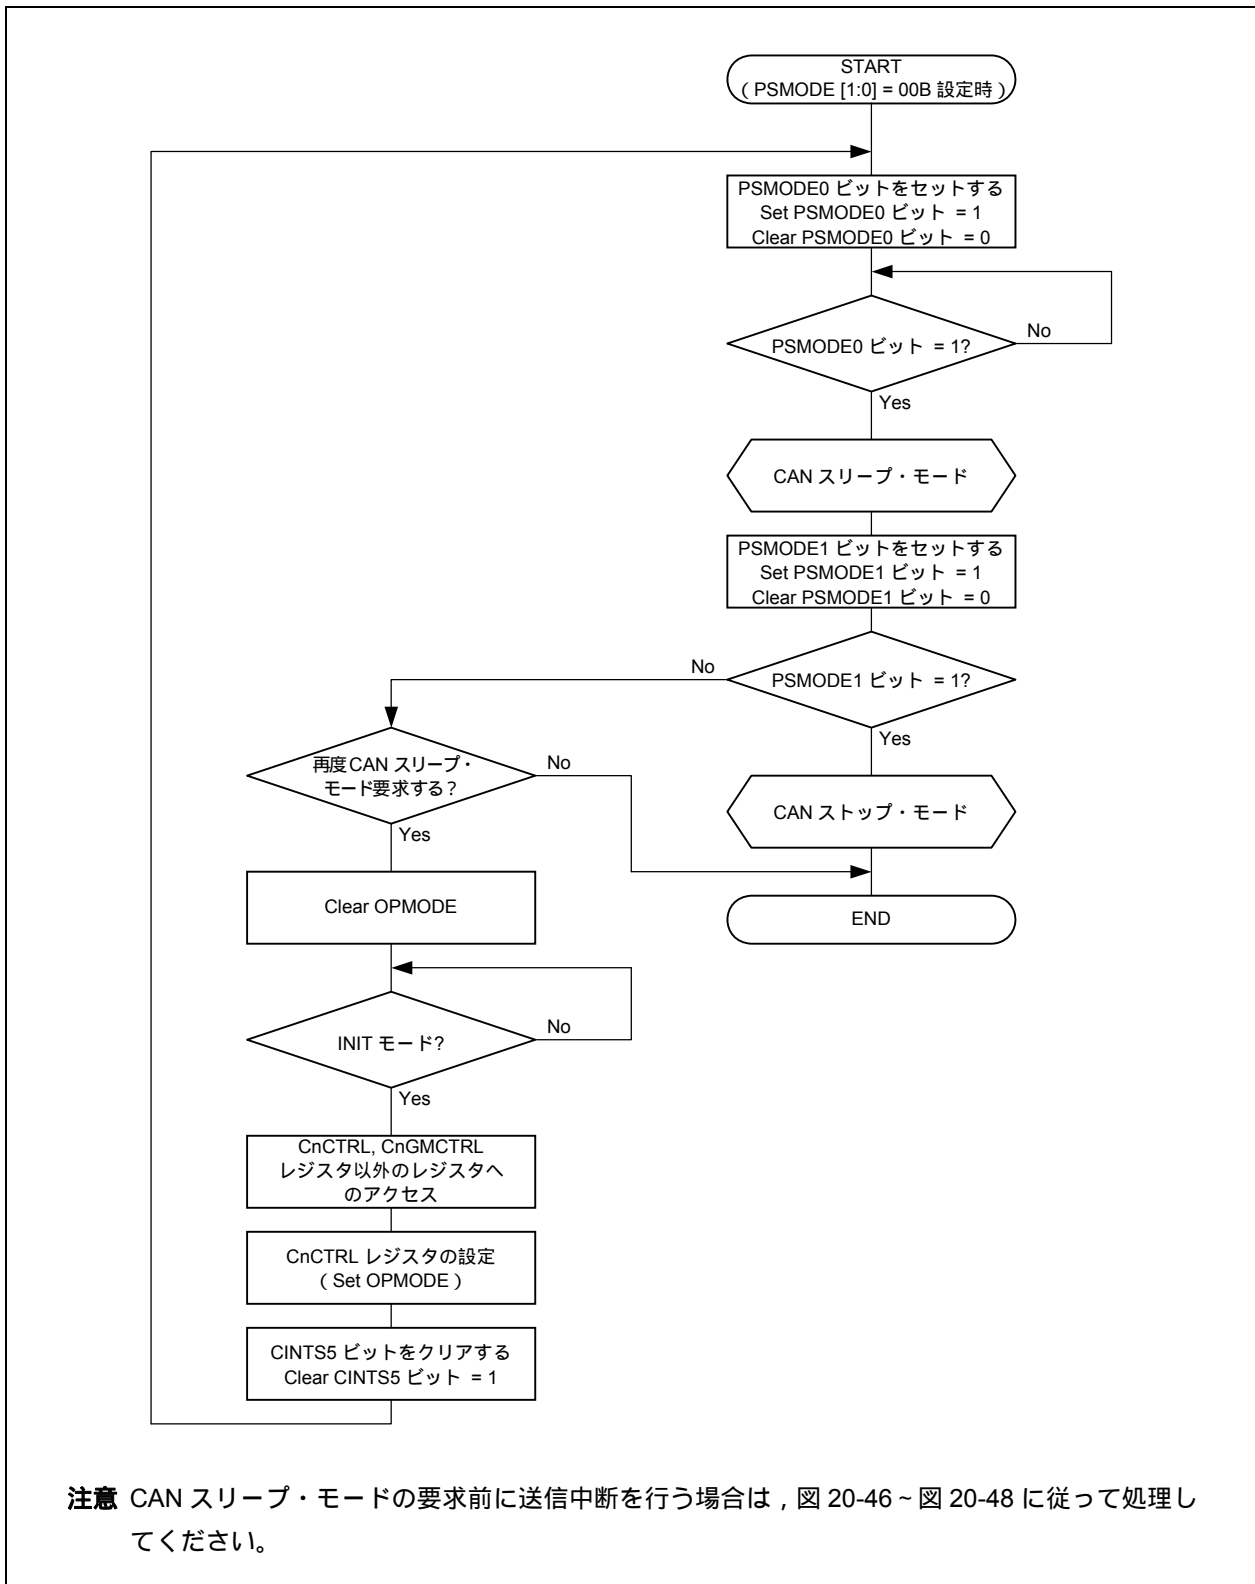 START
( PSMODE [1:0] = 00B 設定時 )
PSMODE0 ビットをセットする
Set PSMODE0 ビット = 1
Clear PSMODE0 ビット = 0
PSMODE0 ビット = 1?
No
Yes
CAN スリープ・モード
PSMODE1 ビットをセットする
Set PSMODE1 ビット = 1
Clear PSMODE1 ビット = 0
PSMODE1 ビット = 1?
No
Yes
CAN ストップ・モード
END
再度CAN スリープ・
モード要求する？
No
Yes
Clear OPMODE
INIT モード?
No
Yes
CnCTRL, CnGMCTRL
レジスタ以外のレジスタへ
のアクセス
CnCTRL レジスタの設定
( Set OPMODE )
CINTS5 ビットをクリアする
Clear CINTS5 ビット = 1
注意 CAN スリープ・モードの要求前に送信中断を行う場合は，図 20-46 ~ 図 20-48 に従って処理し
てください。